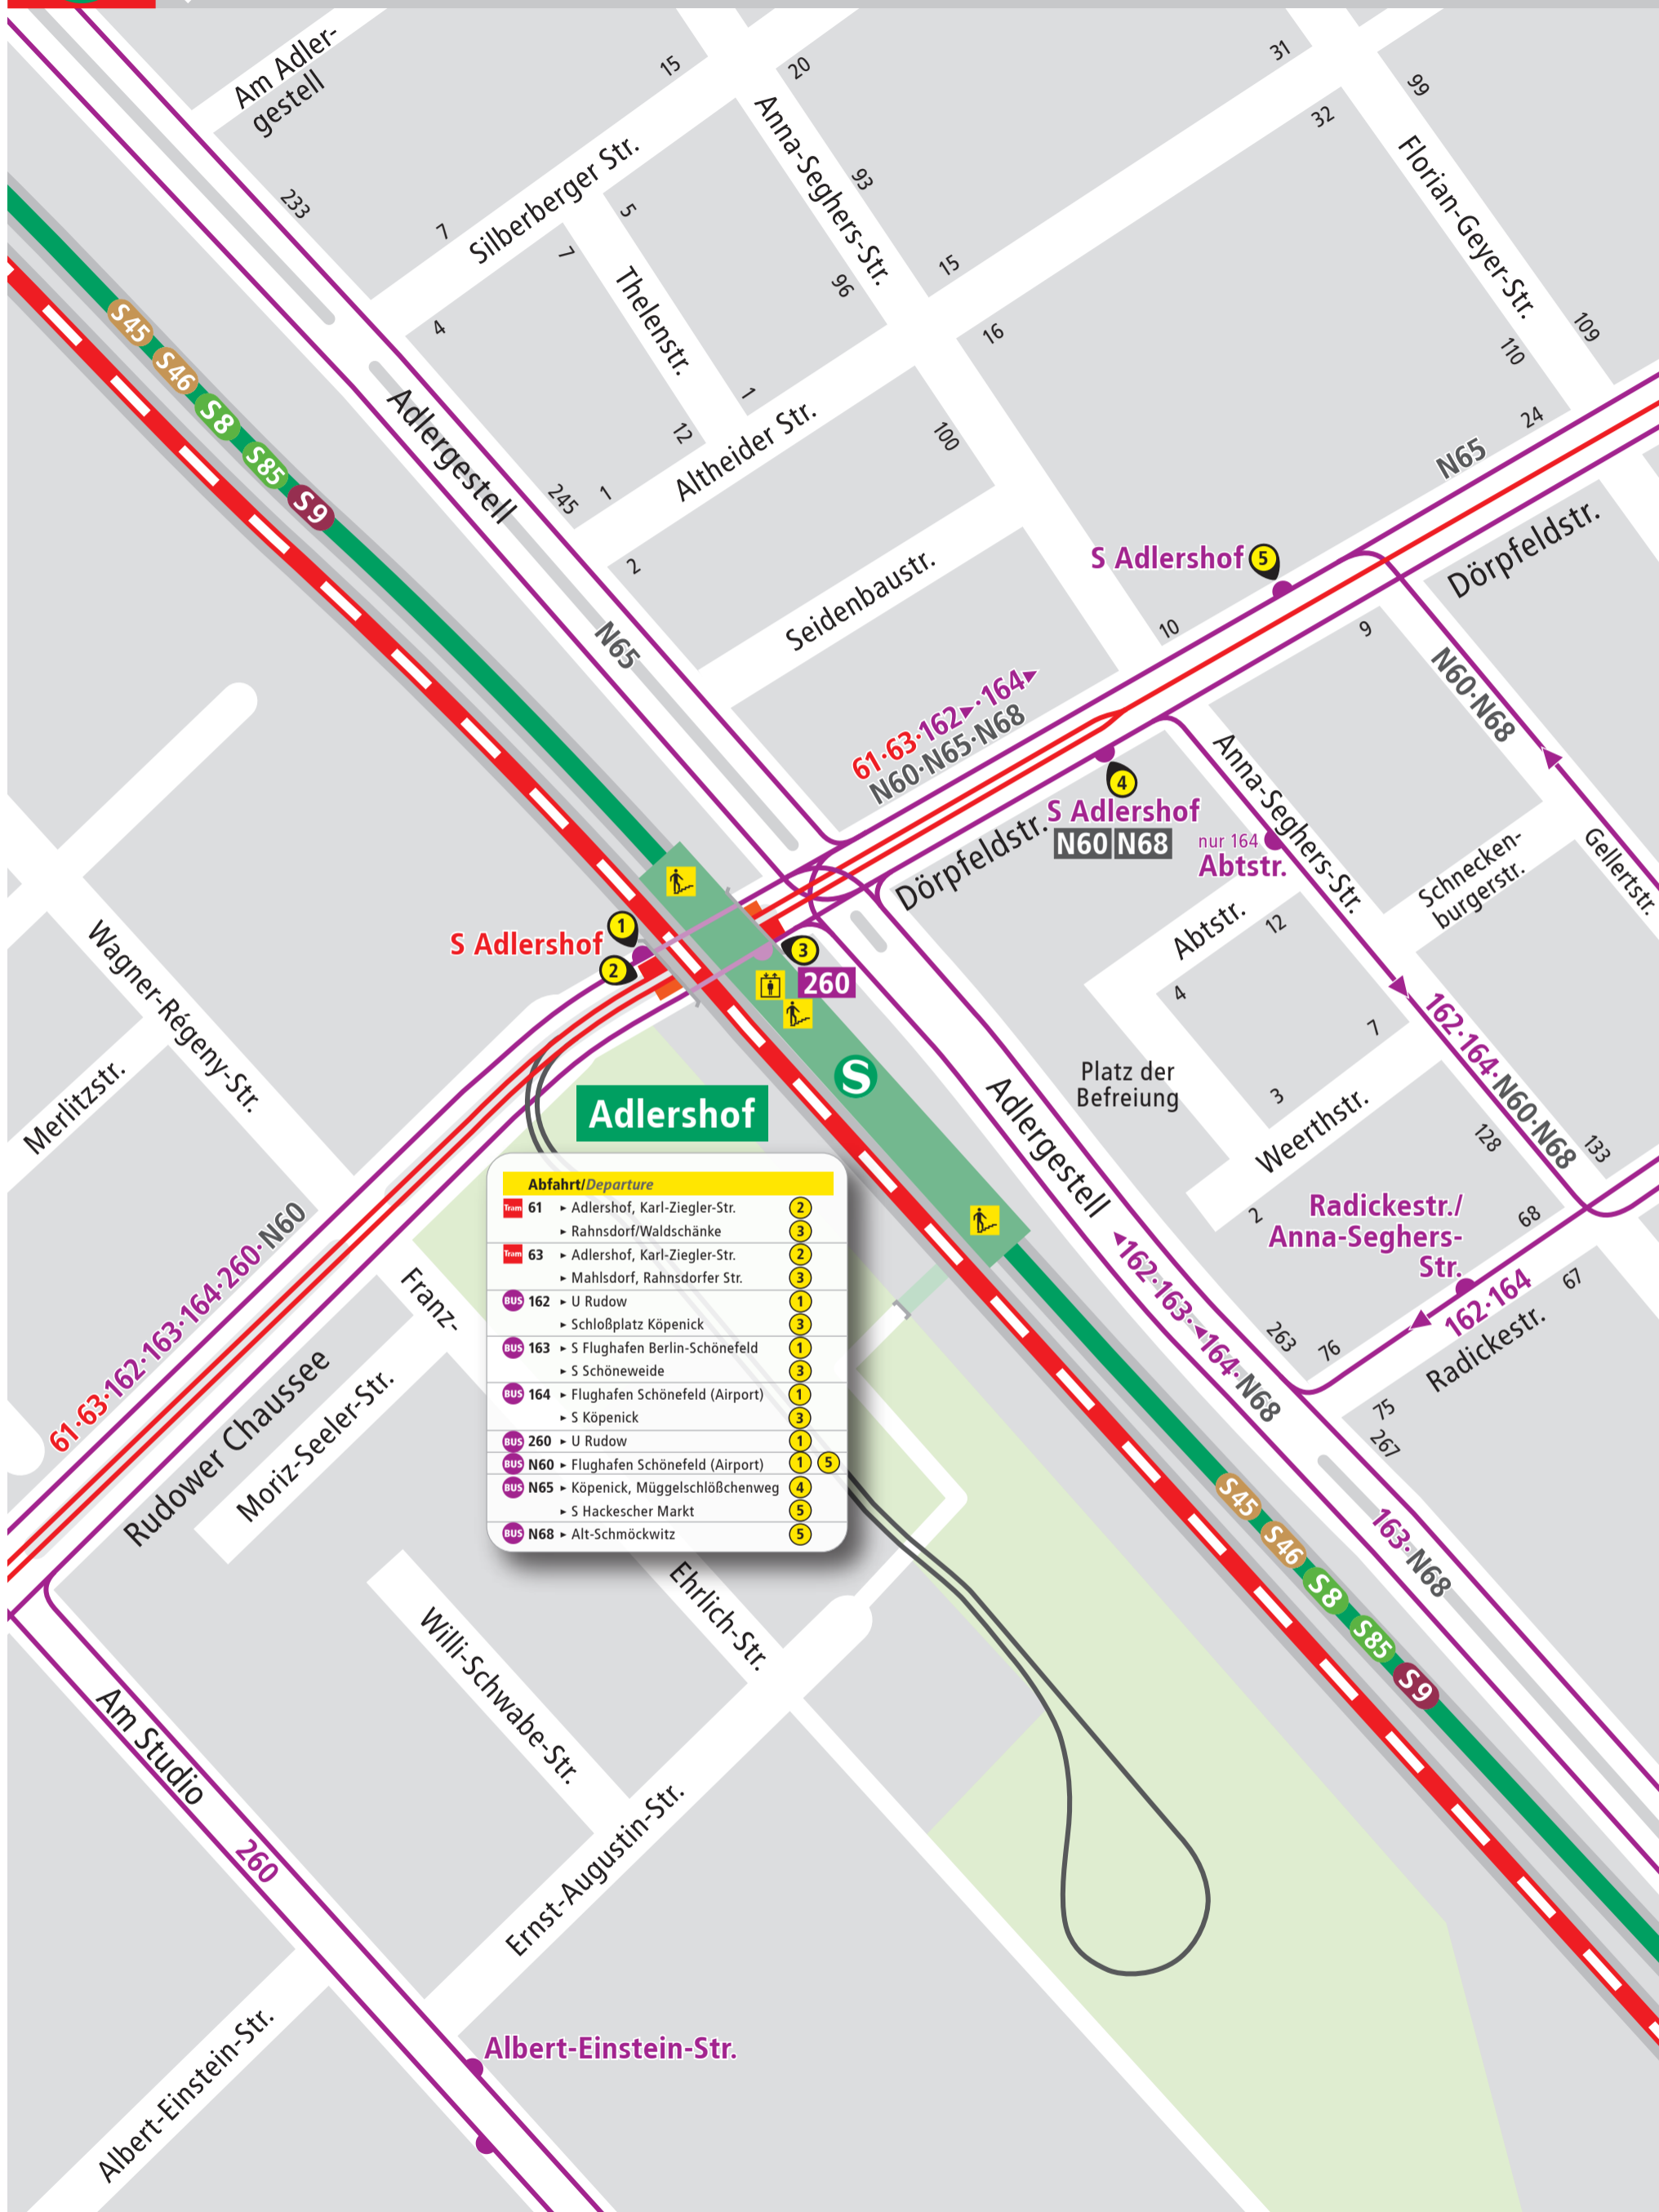 Am Adler-
gestell
15
20
31
99
32
Silberberger Str.
Anna-Seghers-Str.
93
Florian-Geyer-Str.
233
7
5
7
Thelenstr.
96
15
4
16
109
110
S45
S46
S8
S85
S9
Adlergestell
1
12
Altheider Str.
100
24
N65
245
1
2
Dörpfeldstr.
S Adlershof
5
Seidenbaustr.
N65
10
9
N60·N68
61·63·162▸·164▸
N60·N65·N68
4
S Adlershof
N60
N68
Anna-Seghers-Str.
nur 164
Abtstr.
Dörpfeldstr.
Schnecken-
burgerstr.
Gellertstr.
Abtstr.
12
1
S Adlershof
2
3
260
4
7
162·164·N60·N68
Wagner-Régeny-Str.
Merlitzstr.
S
Platz der
Befreiung
3
Weerthstr.
128
133
Adlershof
Adlergestell
Abfahrt/Departure
Tram 61 ▸ Adlershof, Karl-Ziegler-Str. 2
▸ Rahnsdorf/Waldschänke 3
Tram 63 ▸ Adlershof, Karl-Ziegler-Str. 2
▸ Mahlsdorf, Rahnsdorfer Str. 3
BUS 162 ▸ U Rudow 1
▸ Schloßplatz Köpenick 3
BUS 163 ▸ S Flughafen Berlin-Schönefeld 1
▸ S Schöneweide 3
BUS 164 ▸ Flughafen Schönefeld (Airport) 1
▸ S Köpenick 3
BUS 260 ▸ U Rudow 1
BUS N60 ▸ Flughafen Schönefeld (Airport) 1 5
BUS N65 ▸ Köpenick, Müggelschlößchenweg 4
▸ S Hackescher Markt 5
BUS N68 ▸ Alt-Schmöckwitz 5
2
68
Radickestr./
Anna-Seghers-
Str.
162·164
67
Radickestr.
◂162·163·◂164·N68
263
76
75
267
61·63·162·163·164·260·N60
Rudower Chaussee
Franz-
Moriz-Seeler-Str.
S45
S46
S8
S85
S9
163·N68
Ehrlich-Str.
Willi-Schwabe-Str.
Am Studio
260
Ernst-Augustin-Str.
Albert-Einstein-Str.
Albert-Einstein-Str.